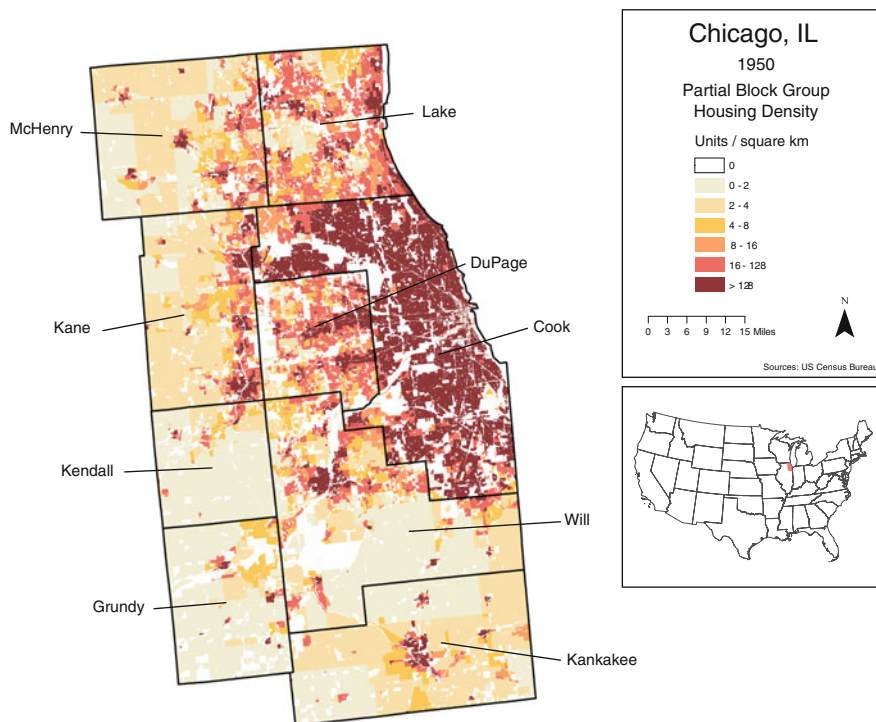 Chicago, IL
1950
Partial Block Group
Housing Density
Units / square km
0
0 - 2
2 - 4
4 - 8
8 - 16
16 - 128
> 128
N
0 3 6 9 12 15 Miles
Sources: US Census Bureau
McHenry
Lake
DuPage
Kane
Cook
Kendall
Will
Grundy
Kankakee